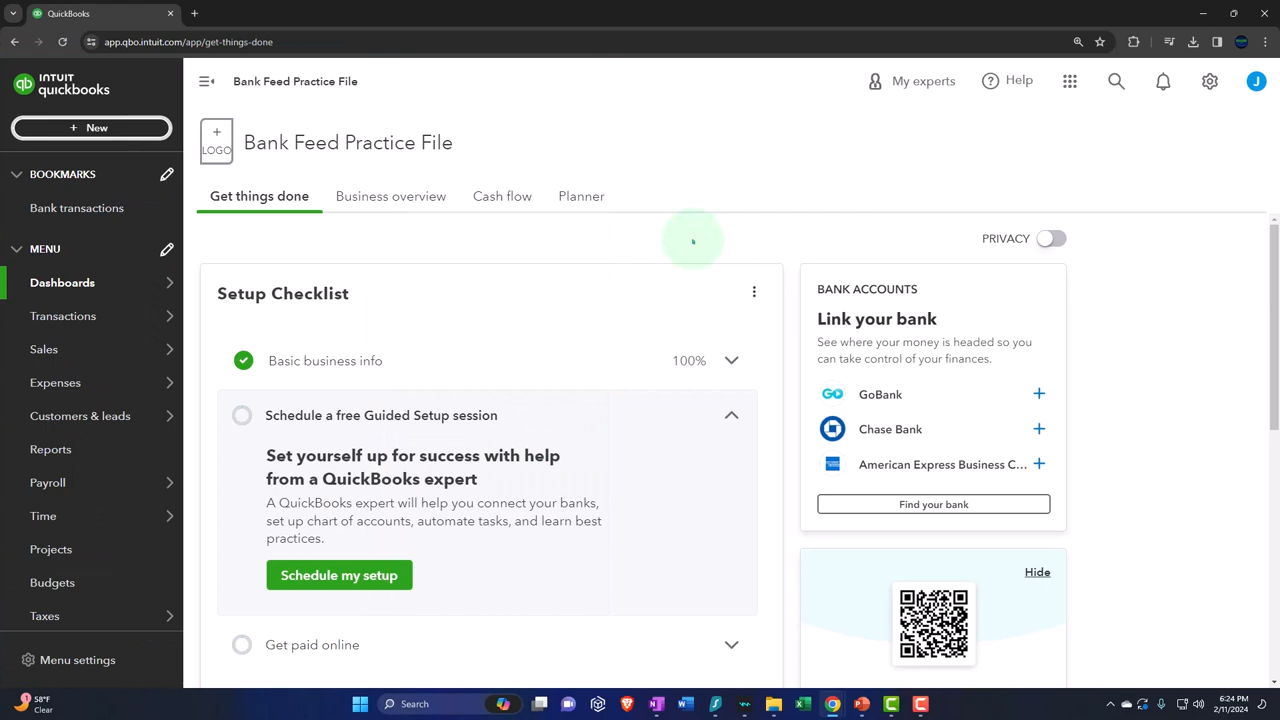 QuickBooks
app.qbo.intuit.com/app/get-things-done
INTUIT
quickbooks
+ New
BOOKMARKS
Bank transactions
MENU
Dashboards
Transactions
Sales
Expenses
Customers & leads
Reports
Payroll
Time
Projects
Budgets
Taxes
Menu settings
Bank Feed Practice File
My experts
Help
J
+
LOGO
Bank Feed Practice File
Get things done
Business overview
Cash flow
Planner
PRIVACY
Setup Checklist
Basic business info
100%
Schedule a free Guided Setup session
Set yourself up for success with help
from a QuickBooks expert
A QuickBooks expert will help you connect your banks,
set up chart of accounts, automate tasks, and learn best
practices.
Schedule my setup
Get paid online
BANK ACCOUNTS
Link your bank
See where your money is headed so you
can take control of your finances.
GO
GoBank
Chase Bank
American Express Business C...
Find your bank
Hide
1
53°F
Clear
Search
6:24 PM
2/11/2024